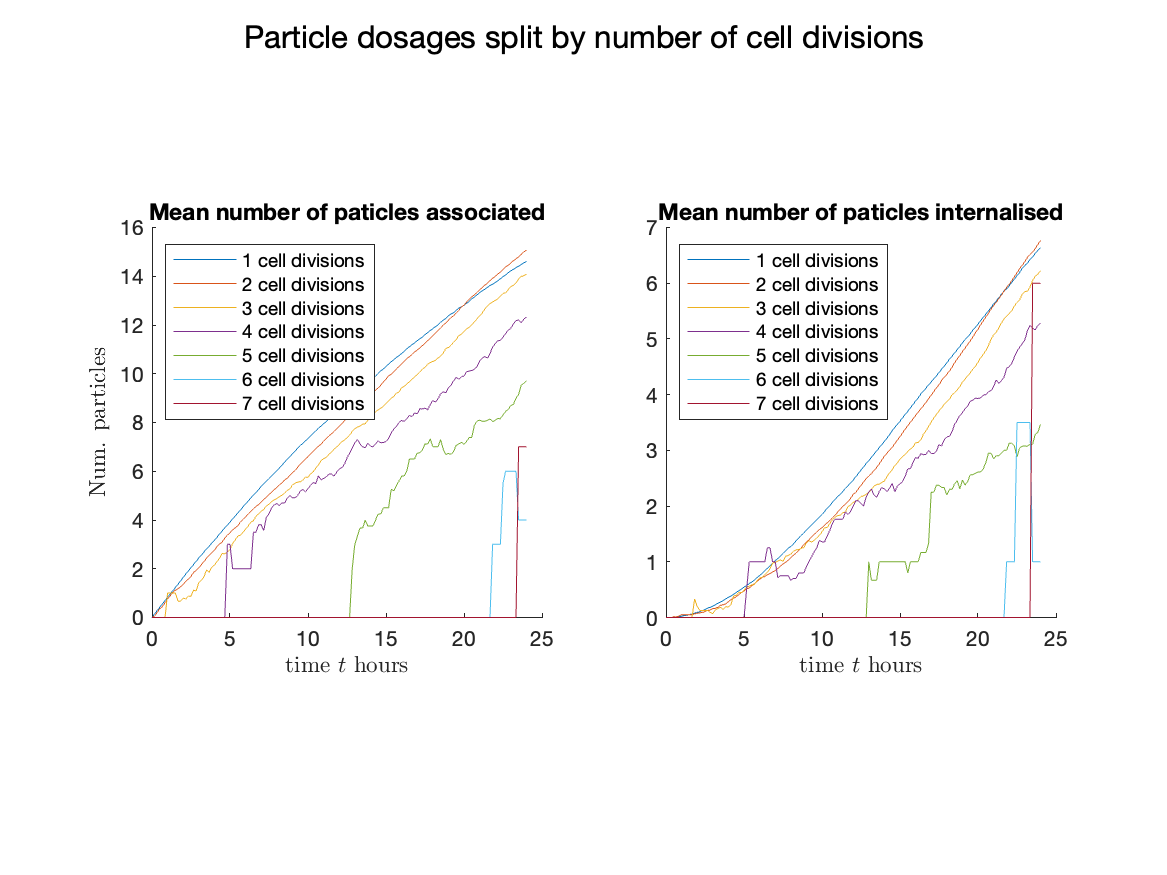 Particle dosages split by number of cell divisions
Mean number of paticles associated
16
14
12
10
8
6
4
2
0
Num. particles
1 cell divisions
2 cell divisions
3 cell divisions
4 cell divisions
5 cell divisions
6 cell divisions
7 cell divisions
0 5 10 15 20 25
time t hours
Mean number of paticles internalised
7
6
5
4
3
2
1
0
1 cell divisions
2 cell divisions
3 cell divisions
4 cell divisions
5 cell divisions
6 cell divisions
7 cell divisions
0 5 10 15 20 25
time t hours